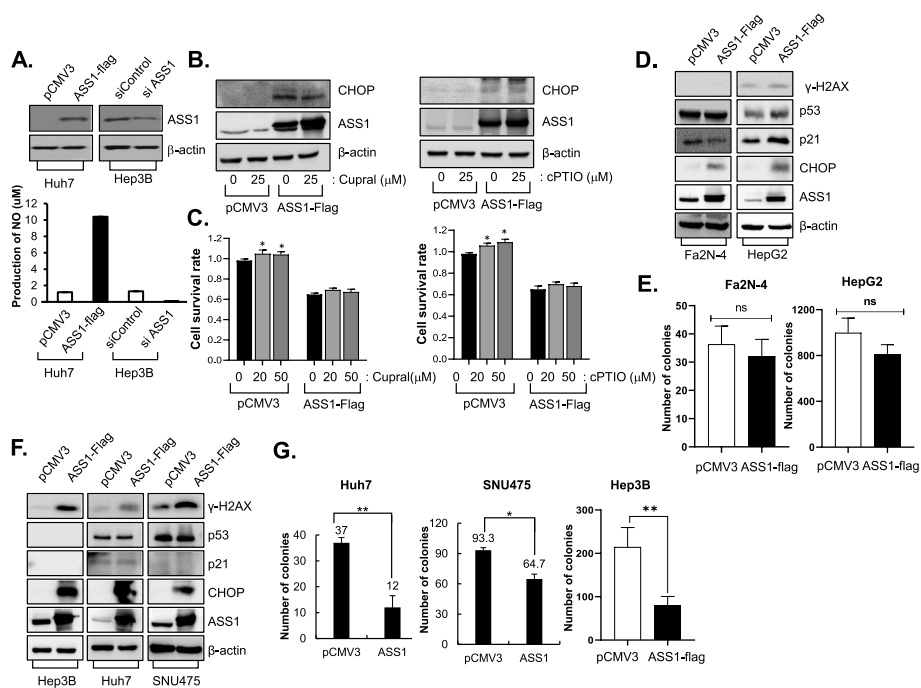 A.
pCMV3 ASS1-flag siControl si ASS1
ASS1
β-actin
Huh7 Hep3B
Production of NO (uM)
12
10
8
6
4
2
0
pCMV3 ASS1-flag siControl si ASS1
Huh7 Hep3B
B.
CHOP
ASS1
β-actin
0 25 0 25 : Cupral (μM)
pCMV3 ASS1-Flag
CHOP
ASS1
β-actin
0 25 0 25 : cPTIO (μM)
pCMV3 ASS1-Flag
C.
Cell survival rate
1.2
1.0
0.8
0.6
0.4
0.2
0.0
* *
0 20 50 0 20 50 : Cupral(μM)
pCMV3 ASS1-Flag
Cell survival rate
1.2
1.0
0.8
0.6
0.4
0.2
0.0
* *
0 20 50 0 20 50 : cPTIO (μM)
pCMV3 ASS1-Flag
D.
pCMV3 ASS1-Flag pCMV3 ASS1-Flag
γ-H2AX
p53
p21
CHOP
ASS1
β-actin
Fa2N-4 HepG2
E.
Fa2N-4
Number of colonies
50
40
30
20
10
0
ns
pCMV3 ASS1-flag
HepG2
Number of colonies
1200
900
600
300
0
ns
pCMV3 ASS1-flag
F.
pCMV3 ASS1-Flag pCMV3 ASS1-Flag pCMV3 ASS1-Flag
γ-H2AX
p53
p21
CHOP
ASS1
β-actin
Hep3B Huh7 SNU475
G.
Huh7
Number of colonies
40
30
20
10
0
**
37
12
pCMV3 ASS1
SNU475
Number of colonies
120
90
60
30
0
*
93.3
64.7
pCMV3 ASS1
Hep3B
Number of colonies
300
200
100
0
**
pCMV3 ASS1-flag